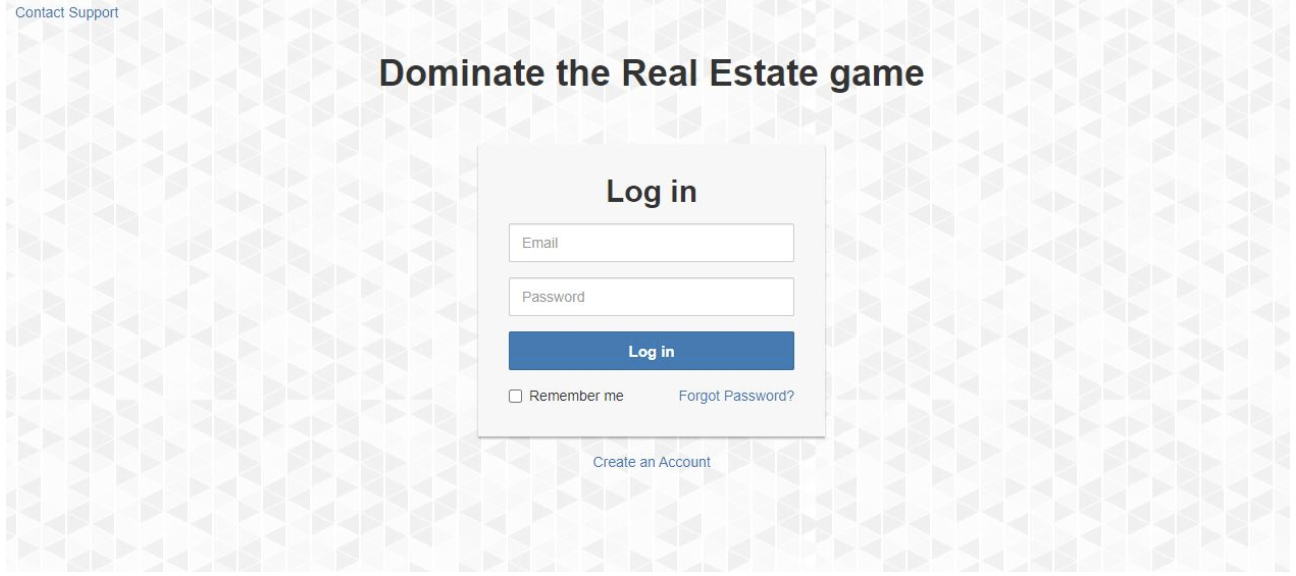 Contact Support
Dominate the Real Estate game
Log in
Email
Password
Log in
Remember me Forgot Password?
Create an Account